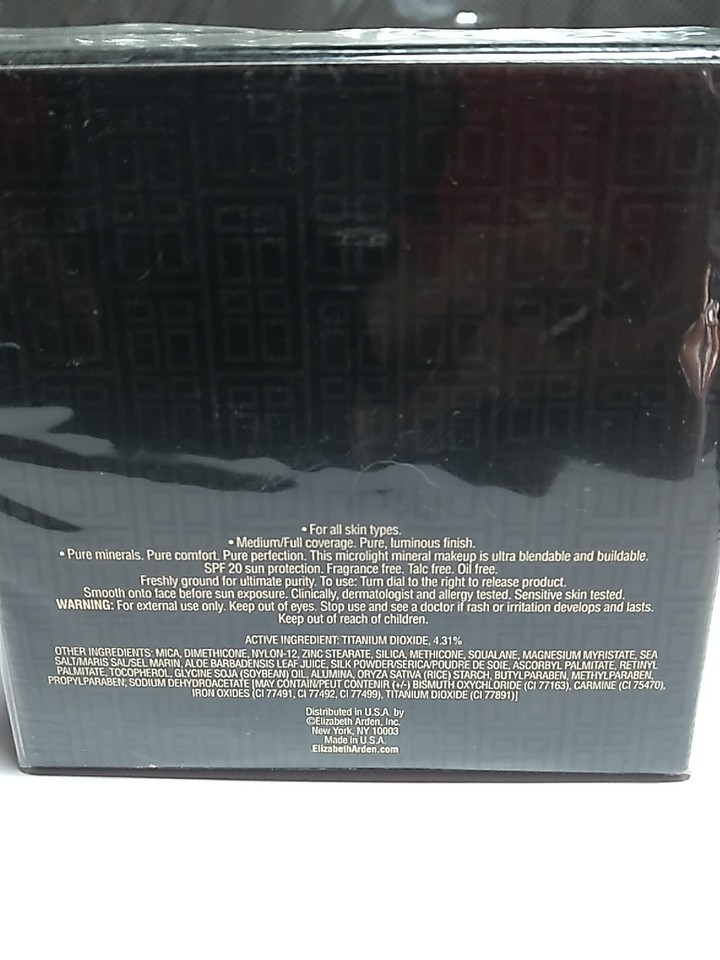 • For all skin types.
• Medium/Full coverage. Pure, luminous finish.
• Pure minerals. Pure comfort. Pure perfection. This microlight mineral makeup is ultra blendable and buildable.
SPF 20 sun protection. Fragrance free. Talc free. Oil free.
Freshly ground for ultimate purity. To use: Turn dial to the right to release product.
Smooth onto face before sun exposure. Clinically, dermatologist and allergy tested. Sensitive skin tested.
WARNING: For external use only. Keep out of eyes. Stop use and see a doctor if rash or irritation develops and lasts.
Keep out of reach of children.
ACTIVE INGREDIENT: TITANIUM DIOXIDE, 4.31%
OTHER INGREDIENTS: MICA, DIMETHICONE, NYLON-12, ZINC STEARATE, SILICA, METHICONE, SQUALANE, MAGNESIUM MYRISTATE, SEA
SALT/MARIS SAL/SEL MARIN, ALOE BARBADENSIS LEAF JUICE, SILK POWDER/SERICA/POUDRE DE SOIE, ASCORBYL PALMITATE, RETINYL
PALMITATE, TOCOPHEROL, GLYCINE SOJA (SOYBEAN) OIL, ALUMINA, ORYZA SATIVA (RICE) STARCH, BUTYLPARABEN, METHYLPARABEN,
PROPYLPARABEN, SODIUM DEHYDROACETATE [MAY CONTAIN/PEUT CONTENIR (+/-) BISMUTH OXYCHLORIDE (CI 77163), CARMINE (CI 75470),
IRON OXIDES (CI 77491, CI 77492, CI 77499), TITANIUM DIOXIDE (CI 77891)]
Distributed in U.S.A. by
©Elizabeth Arden, Inc.
New York, NY 10003
Made in U.S.A.
ElizabethArden.com